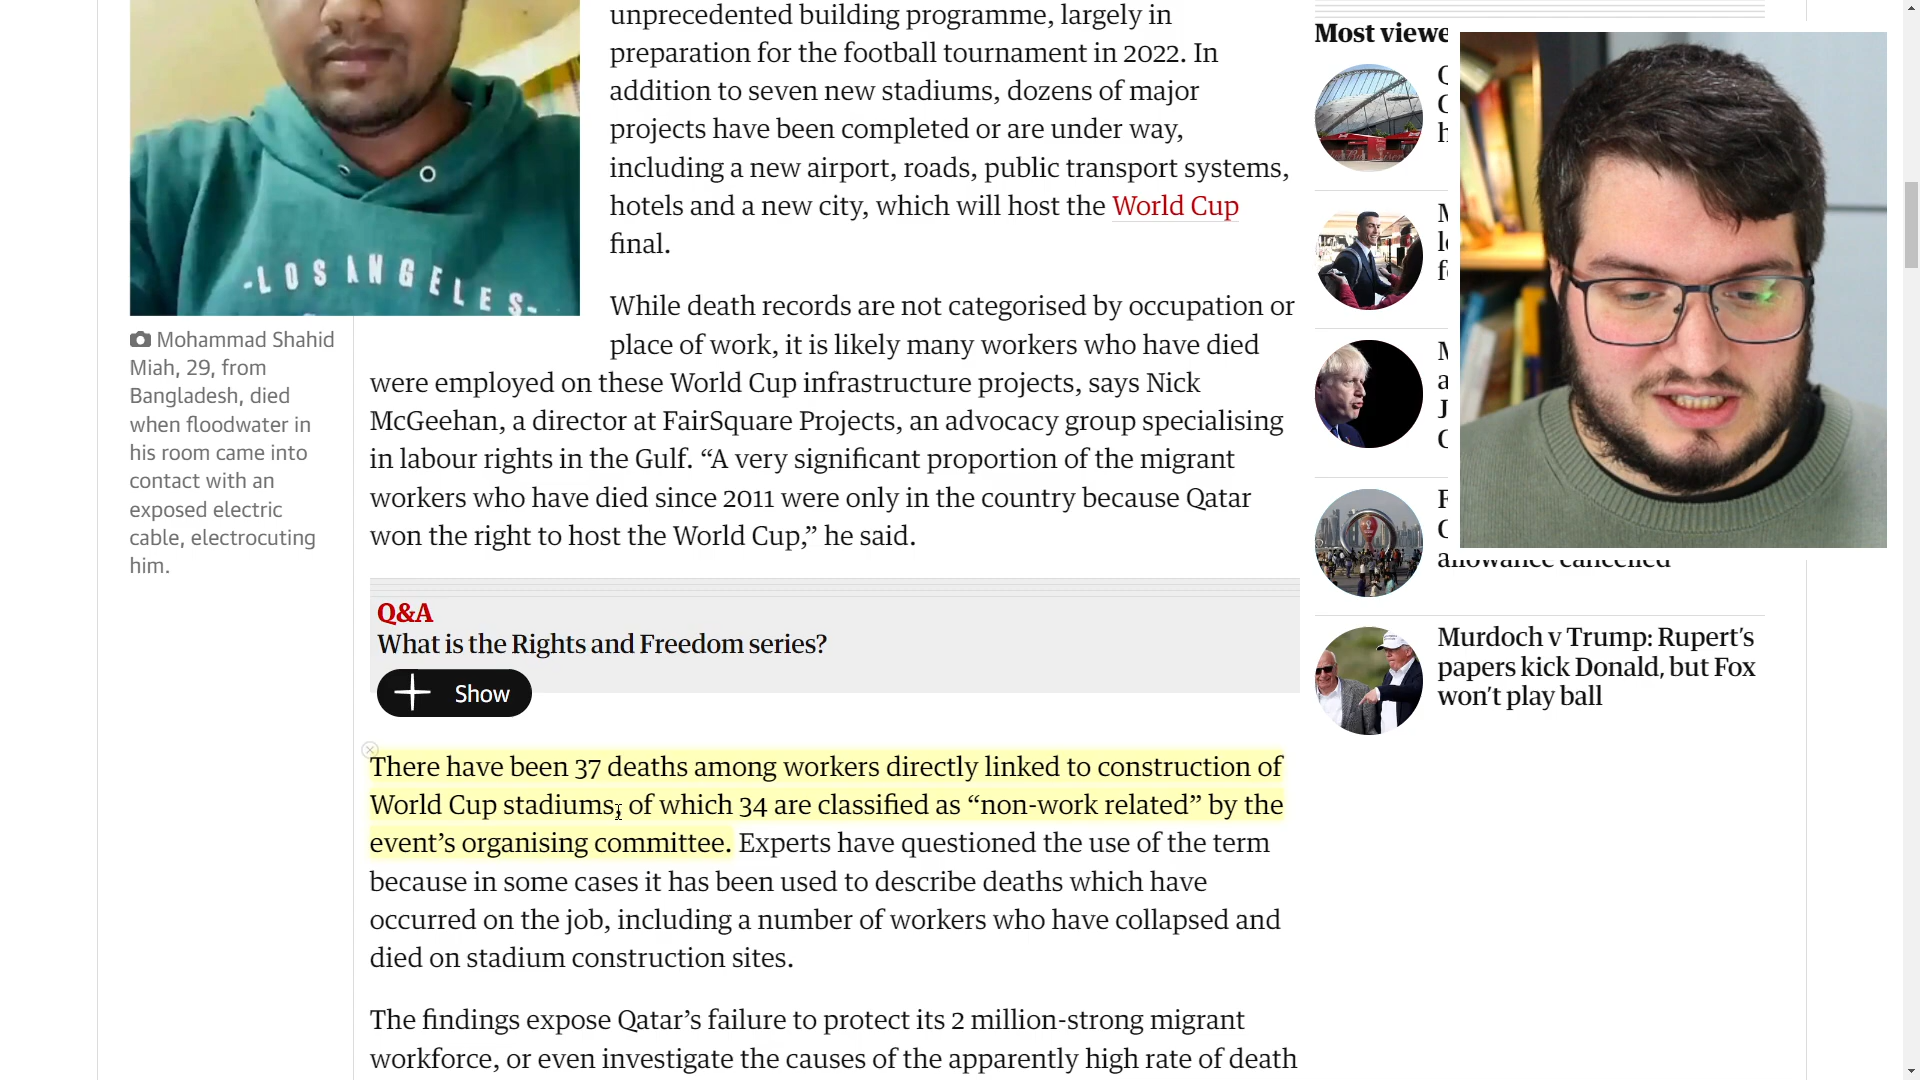 unprecedented building programme, largely in
preparation for the football tournament in 2022. In
addition to seven new stadiums, dozens of major
projects have been completed or are under way,
including a new airport, roads, public transport systems,
hotels and a new city, which will host the World Cup
final.
-LOS ANGELES-
Mohammad Shahid
Miah, 29, from
Bangladesh, died
when floodwater in
his room came into
contact with an
exposed electric
cable, electrocuting
him.
While death records are not categorised by occupation or
place of work, it is likely many workers who have died
were employed on these World Cup infrastructure projects, says Nick
McGeehan, a director at FairSquare Projects, an advocacy group specialising
in labour rights in the Gulf. “A very significant proportion of the migrant
workers who have died since 2011 were only in the country because Qatar
won the right to host the World Cup,” he said.
Q&A
What is the Rights and Freedom series?
Show
There have been 37 deaths among workers directly linked to construction of
World Cup stadiums, of which 34 are classified as “non-work related” by the
event’s organising committee. Experts have questioned the use of the term
because in some cases it has been used to describe deaths which have
occurred on the job, including a number of workers who have collapsed and
died on stadium construction sites.
The findings expose Qatar’s failure to protect its 2 million-strong migrant
workforce, or even investigate the causes of the apparently high rate of death
Most viewe
allowance cancelled
Murdoch v Trump: Rupert’s
papers kick Donald, but Fox
won’t play ball